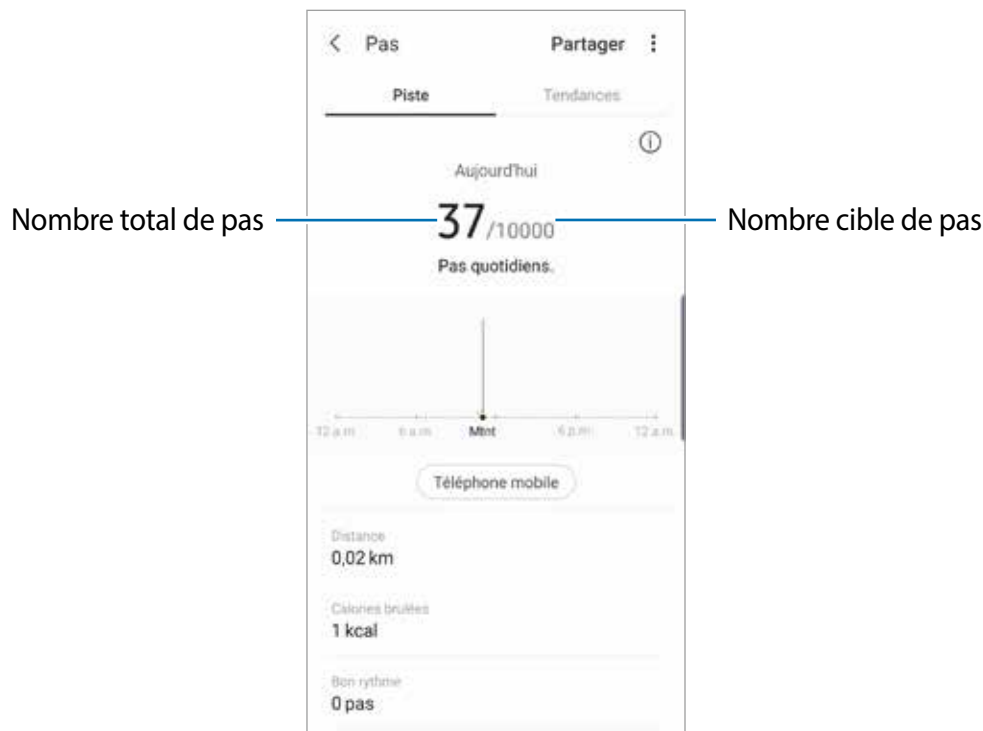 Pas Partager
Piste Tendances
Aujourd'hui
Nombre total de pas 37/10000 Nombre cible de pas
Pas quotidiens.
12 a.m. 6 a.m. Mtnt 6 p.m. 12 a.m.
Téléphone mobile
Distance
0,02 km
Calories brulées
1 kcal
Bon rythme
0 pas